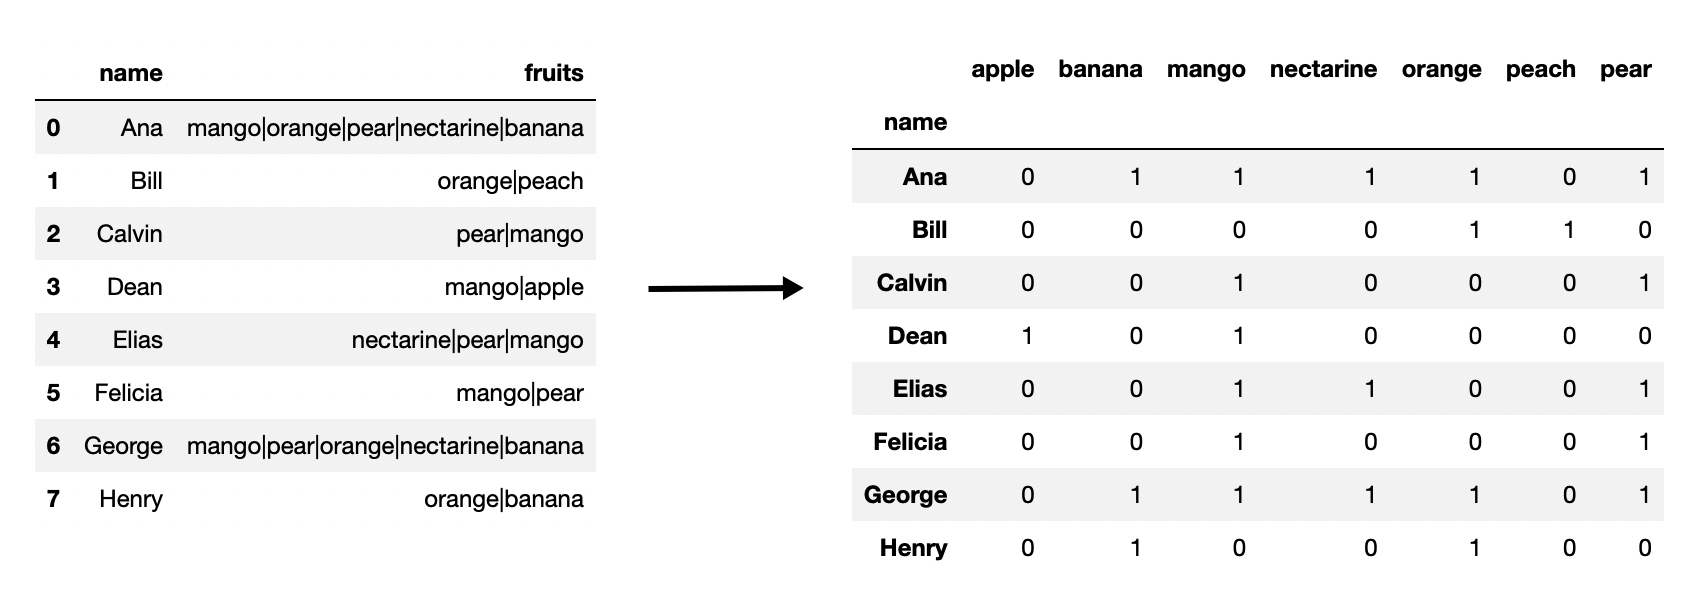 name fruits
0 Ana mango|orange|pear|nectarine|banana
1 Bill orange|peach
2 Calvin pear|mango
3 Dean mango|apple
4 Elias nectarine|pear|mango
5 Felicia mango|pear
6 George mango|pear|orange|nectarine|banana
7 Henry orange|banana
apple banana mango nectarine orange peach pear
name
Ana 0 1 1 1 1 0 1
Bill 0 0 0 0 1 1 0
Calvin 0 0 1 0 0 0 1
Dean 1 0 1 0 0 0 0
Elias 0 0 1 1 0 0 1
Felicia 0 0 1 0 0 0 1
George 0 1 1 1 1 0 1
Henry 0 1 0 0 1 0 0